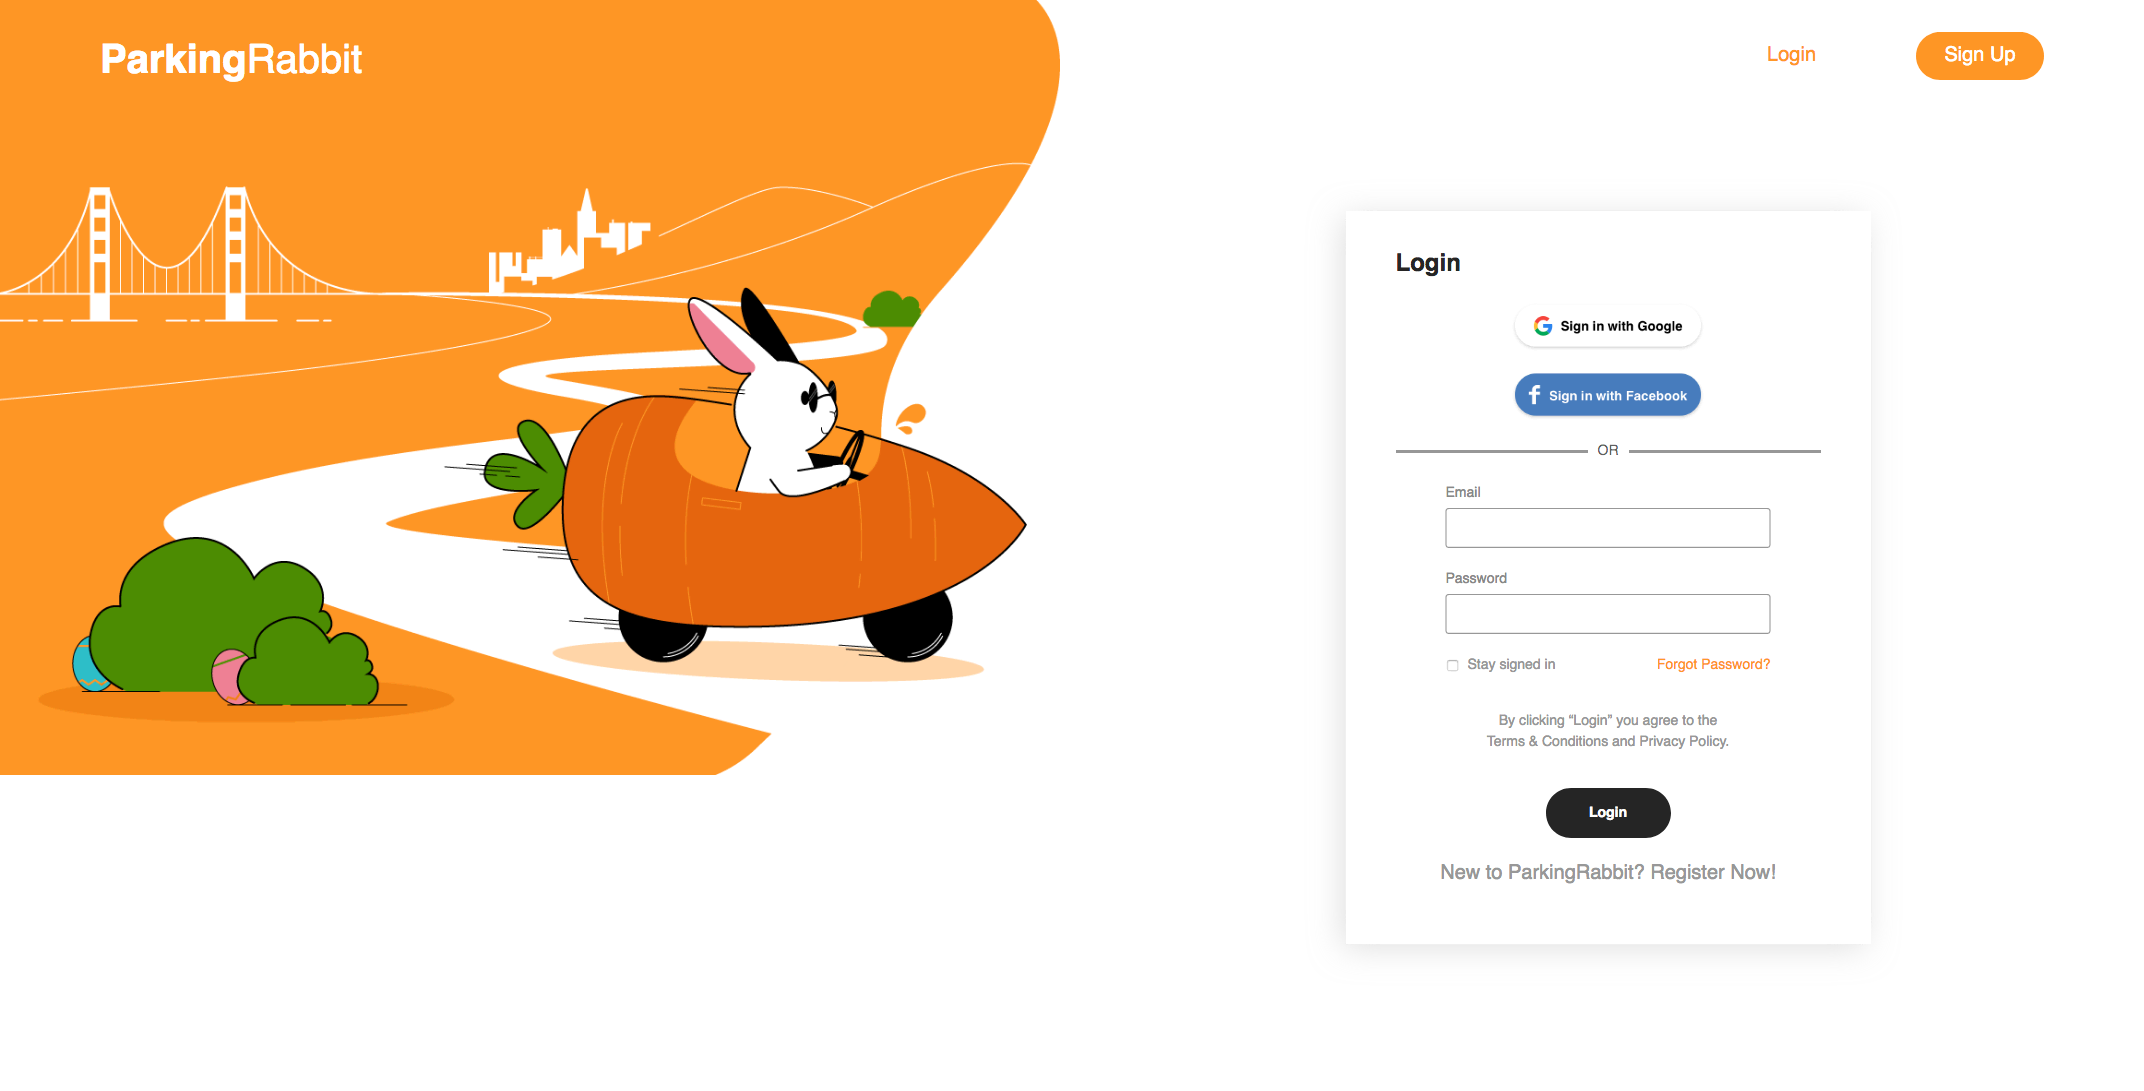 ParkingRabbit
Login
Sign Up
Login
Sign in with Google
f Sign in with Facebook
OR
Email
Password
Stay signed in
Forgot Password?
By clicking “Login” you agree to the
Terms & Conditions and Privacy Policy.
Login
New to ParkingRabbit? Register Now!